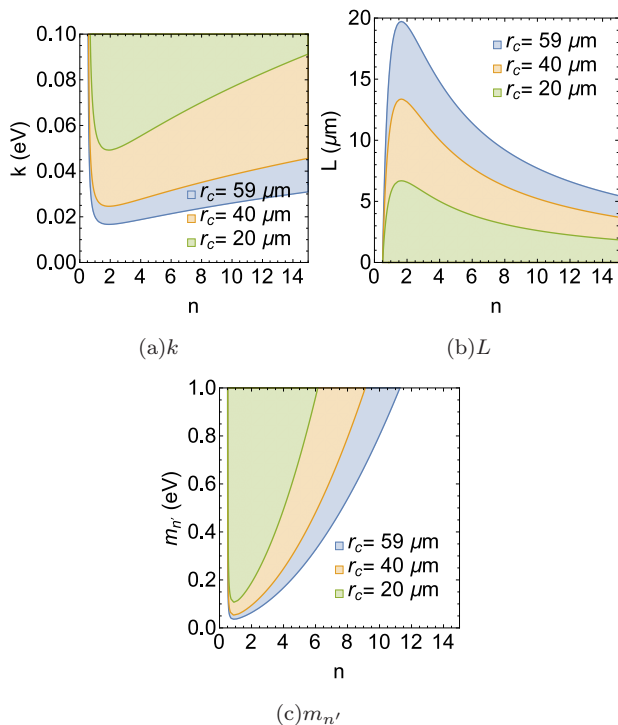 0.10
0.08
0.06
0.04
0.02
0.00
k (eV)
r_c= 59 μm
r_c= 40 μm
r_c= 20 μm
0 2 4 6 8 10 12 14
n
(a)k
20
15
10
5
0
L (μm)
r_c= 59 μm
r_c= 40 μm
r_c= 20 μm
0 2 4 6 8 10 12 14
n
(b)L
1.0
0.8
0.6
0.4
0.2
0.0
m_{n'} (eV)
r_c= 59 μm
r_c= 40 μm
r_c= 20 μm
0 2 4 6 8 10 12 14
n
(c)m_{n'}